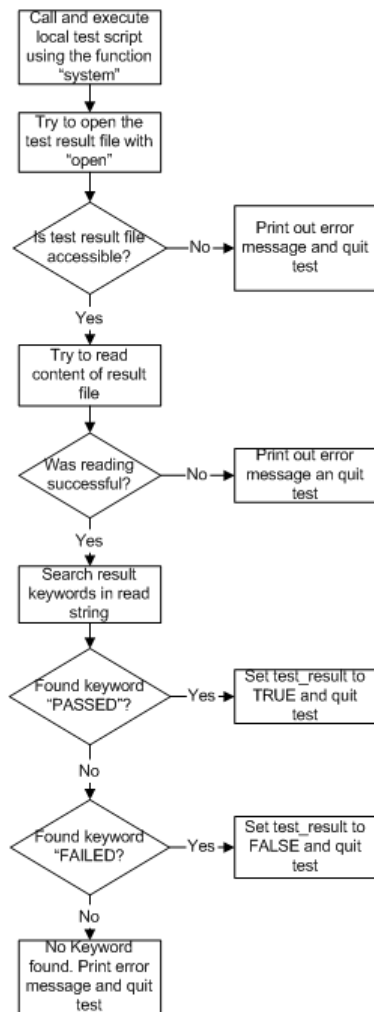 Call and execute
local test script
using the function
“system”
Try to open the
test result file with
“open”
Is test result file
accessible?
No
Print out error
message and quit
test
Yes
Try to read
content of result
file
Was reading
successful?
No
Print out error
message an quit
test
Yes
Search result
keywords in read
string
Found keyword
“PASSED”?
Yes
Set test_result to
TRUE and quit
test
No
Found keyword
“FAILED?
Yes
Set test_result to
FALSE and quit
test
No
No Keyword
found. Print error
message and quit
test